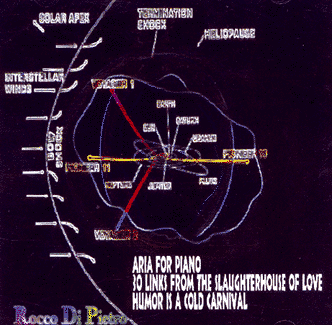 SOLAR APEX
TERMINATION
SHOCK
HELIOPAUSE
INTERSTELLAR
WINDS
VOYAGER 1
EARTH
SUN
URANUS
SATURN
BOW
SHOCK
PIONEER 11
PIONEER 10
NEPTUNE
JUPITER
PLUTO
VOYAGER 2
ARIA FOR PIANO
30 LINKS FROM THE SLAUGHTERHOUSE OF LOVE
HUMOR IS A COLD CARNIVAL
Rocco Di Pietro